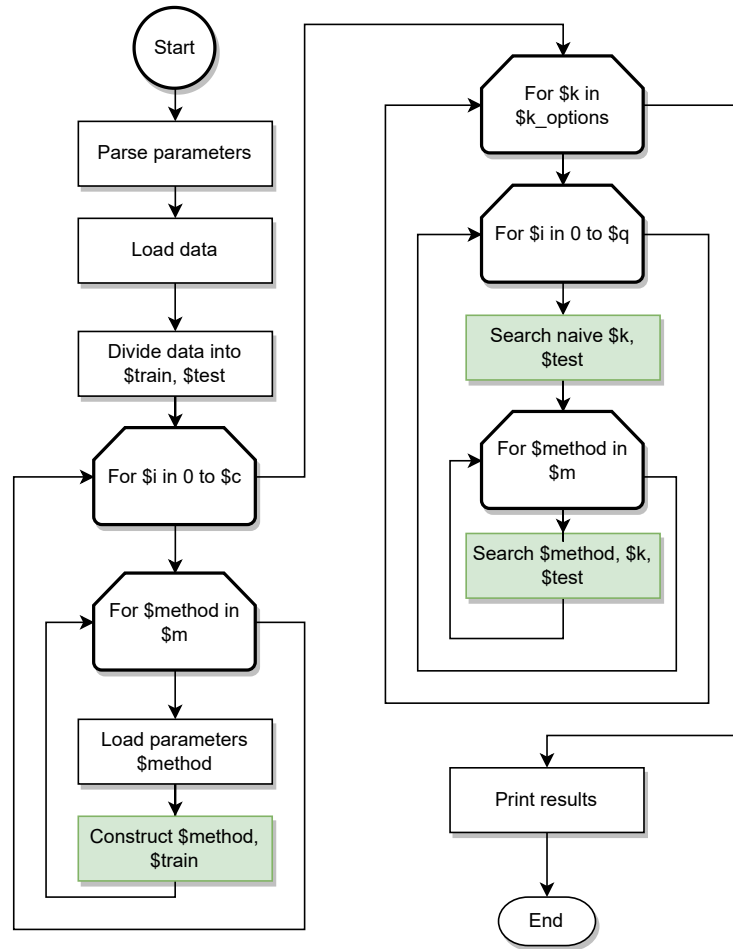 Start
Parse parameters
Load data
Divide data into
$train, $test
For $i in 0 to $c
For $method in
$m
Load parameters
$method
Construct $method,
$train
For $k in
$k_options
For $i in 0 to $q
Search naive $k,
$test
For $method in
$m
Search $method, $k,
$test
Print results
End